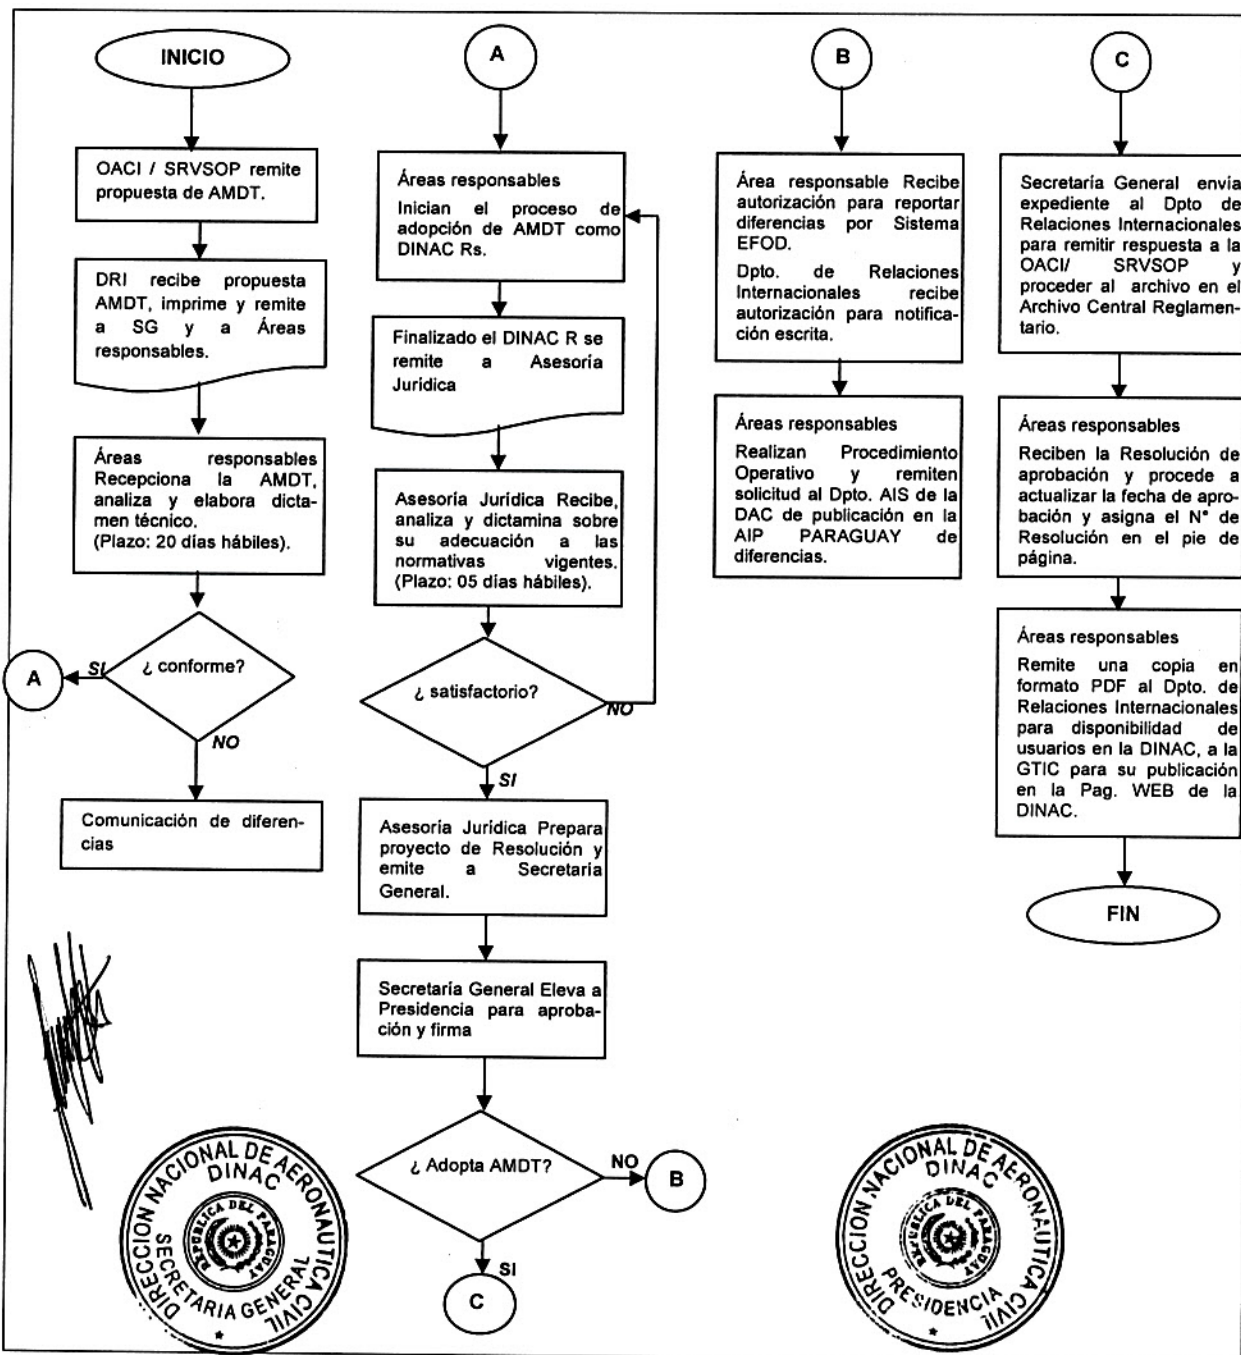 INICIO
OACI / SRVSOP remite
propuesta de AMDT.
DRI recibe propuesta
AMDT, imprime y remite
a SG y a Áreas
responsables.
Áreas responsables
Recepciona la AMDT,
analiza y elabora dicta-
men técnico.
(Plazo: 20 días hábiles).
¿ conforme?
SI
A
NO
Comunicación de diferen-
cias
A
Áreas responsables
Inician el proceso de
adopción de AMDT como
DINAC Rs.
Finalizado el DINAC R se
remite a Asesoría
Jurídica
Asesoría Jurídica Recibe,
analiza y dictamina sobre
su adecuación a las
normativas vigentes.
(Plazo: 05 días hábiles).
¿ satisfactorio?
NO
SI
Asesoría Jurídica Prepara
proyecto de Resolución y
emite a Secretaría
General.
Secretaría General Eleva a
Presidencia para aproba-
ción y firma
¿ Adopta AMDT?
NO
B
SI
C
B
Área responsable Recibe
autorización para reportar
diferencias por Sistema
EFOD.
Dpto. de Relaciones
Internacionales recibe
autorización para notifica-
ción escrita.
Áreas responsables
Realizan Procedimiento
Operativo y remiten
solicitud al Dpto. AIS de la
DAC de publicación en la
AIP PARAGUAY de
diferencias.
C
Secretaría General envía
expediente al Dpto de
Relaciones Internacionales
para remitir respuesta a la
OACI/ SRVSOP y
proceder al archivo en el
Archivo Central Reglamen-
tario.
Áreas responsables
Reciben la Resolución de
aprobación y procede a
actualizar la fecha de apro-
bación y asigna el N° de
Resolución en el pie de
página.
Áreas responsables
Remite una copia en
formato PDF al Dpto. de
Relaciones Internacionales
para disponibilidad de
usuarios en la DINAC, a la
GTIC para su publicación
en la Pag. WEB de la
DINAC.
FIN
DIRECCION NACIONAL DE AERONAUTICA CIVIL
DINAC
REPUBLICA DEL PARAGUAY
SECRETARIA GENERAL
DIRECCION NACIONAL DE AERONAUTICA CIVIL
DINAC
REPUBLICA DEL PARAGUAY
PRESIDENCIA